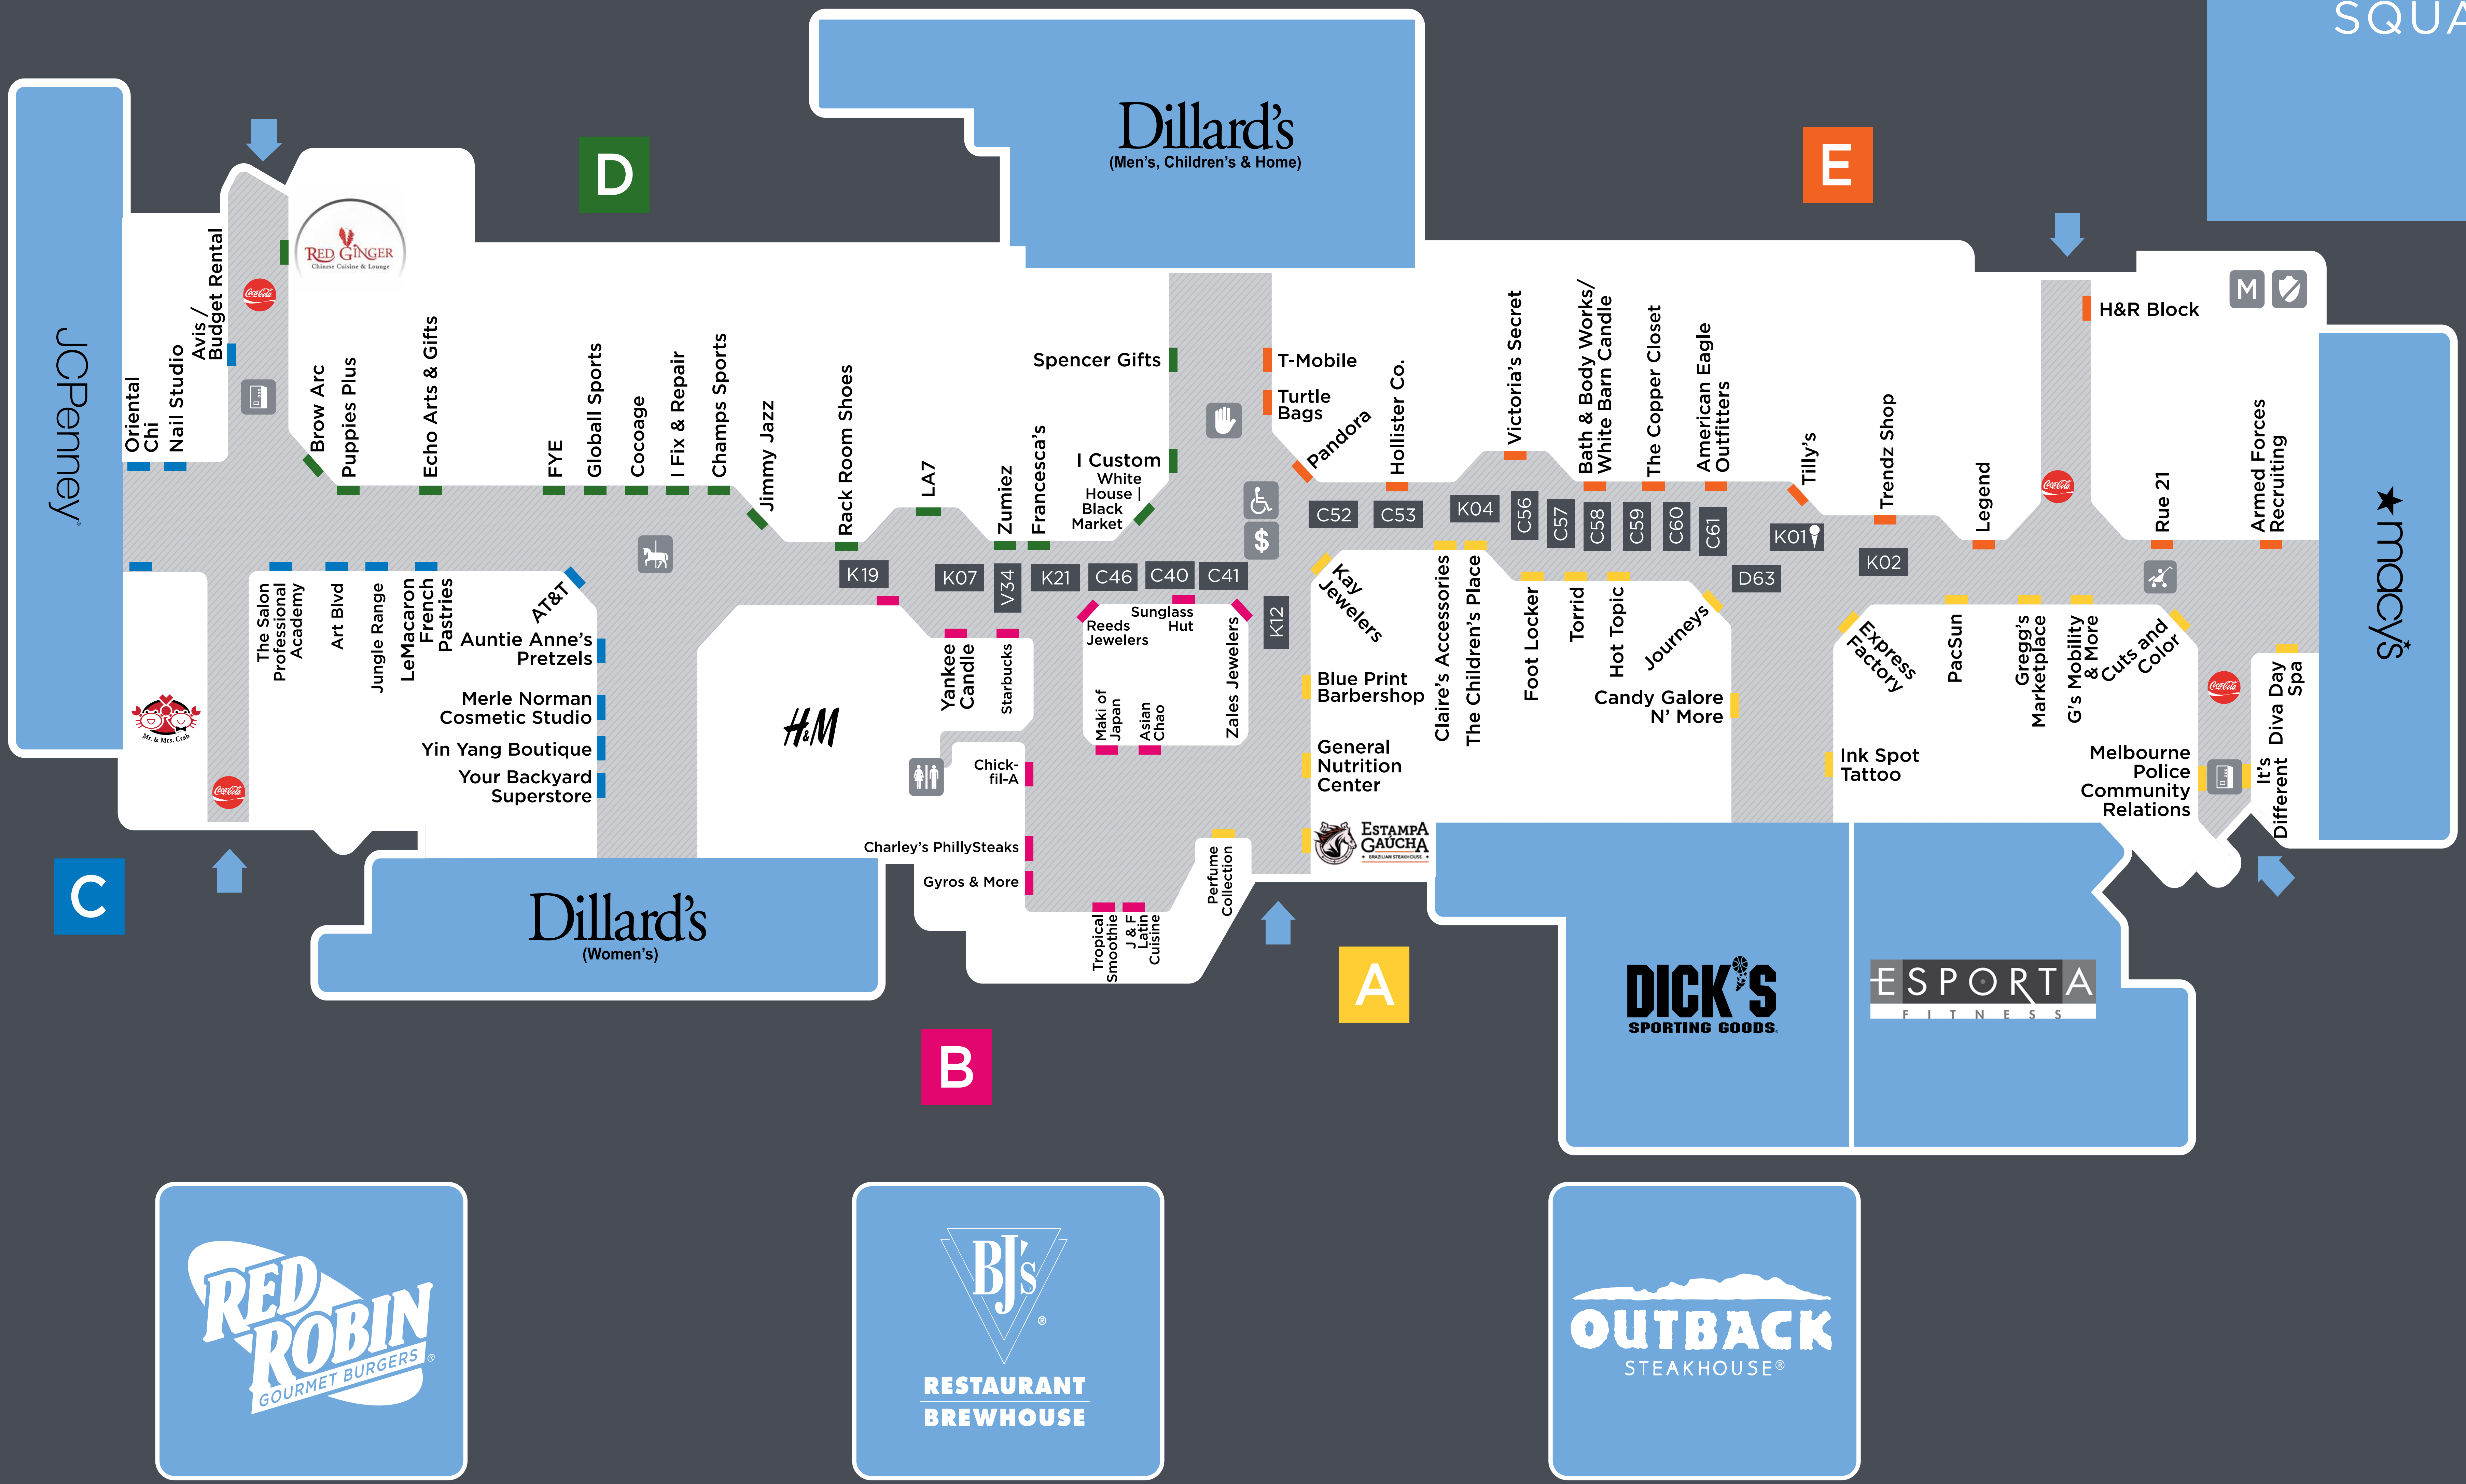 SQUA
Dillard's
(Men's, Children's & Home)
D
E
JCPenney
RED GINGER
Chinese Cuisine & Lounge
Coca-Cola
Avis /
Budget Rental
Oriental
Chi
Nail Studio
Brow Arc
Puppies Plus
Echo Arts & Gifts
FYE
Globall Sports
Cocoage
I Fix & Repair
Champs Sports
Jimmy Jazz
Rack Room Shoes
LA7
Zumiez
Francesca's
Spencer Gifts
I Custom
White
House |
Black
Market
T-Mobile
Turtle
Bags
Pandora
Hollister Co.
Victoria's Secret
Bath & Body Works/
White Barn Candle
The Copper Closet
American Eagle
Outfitters
Tilly's
Trendz Shop
Legend
Coca-Cola
H&R Block
M
Rue 21
Armed Forces
Recruiting
macy's
$
C52
C53
K04
C56
C57
C58
C59
C60
C61
K01
K02
D63
K19
K07
V34
K21
C46
C40
C41
K12
Mr. & Mrs. Crab
Coca-Cola
The Salon
Professional
Academy
Art Blvd
Jungle Range
LeMacaron
French
Pastries
AT&T
Auntie Anne's
Pretzels
Merle Norman
Cosmetic Studio
Yin Yang Boutique
Your Backyard
Superstore
H&M
Yankee
Candle
Starbucks
Reeds
Jewelers
Sunglass
Hut
Zales Jewelers
Maki of
Japan
Asian
Chao
Chick-
fil-A
Charley's PhillySteaks
Gyros & More
Tropical
Smoothie
J & F
Latin
Cuisine
Perfume
Collection
Kay
Jewelers
Blue Print
Barbershop
General
Nutrition
Center
ESTAMPA
GAÚCHA
BRAZILIAN STEAKHOUSE
Claire's Accessories
The Children's Place
Foot Locker
Torrid
Hot Topic
Journeys
Candy Galore
N' More
Express
Factory
Ink Spot
Tattoo
PacSun
Gregg's
Marketplace
G's Mobility
& More
Cuts and
Color
Coca-Cola
Melbourne
Police
Community
Relations
It's
Different
Diva Day
Spa
C
Dillard's
(Women's)
B
A
DICK'S
SPORTING GOODS
ESPORTA
FITNESS
RED
ROBIN
GOURMET BURGERS®
BJ's
®
RESTAURANT
BREWHOUSE
OUTBACK
STEAKHOUSE®